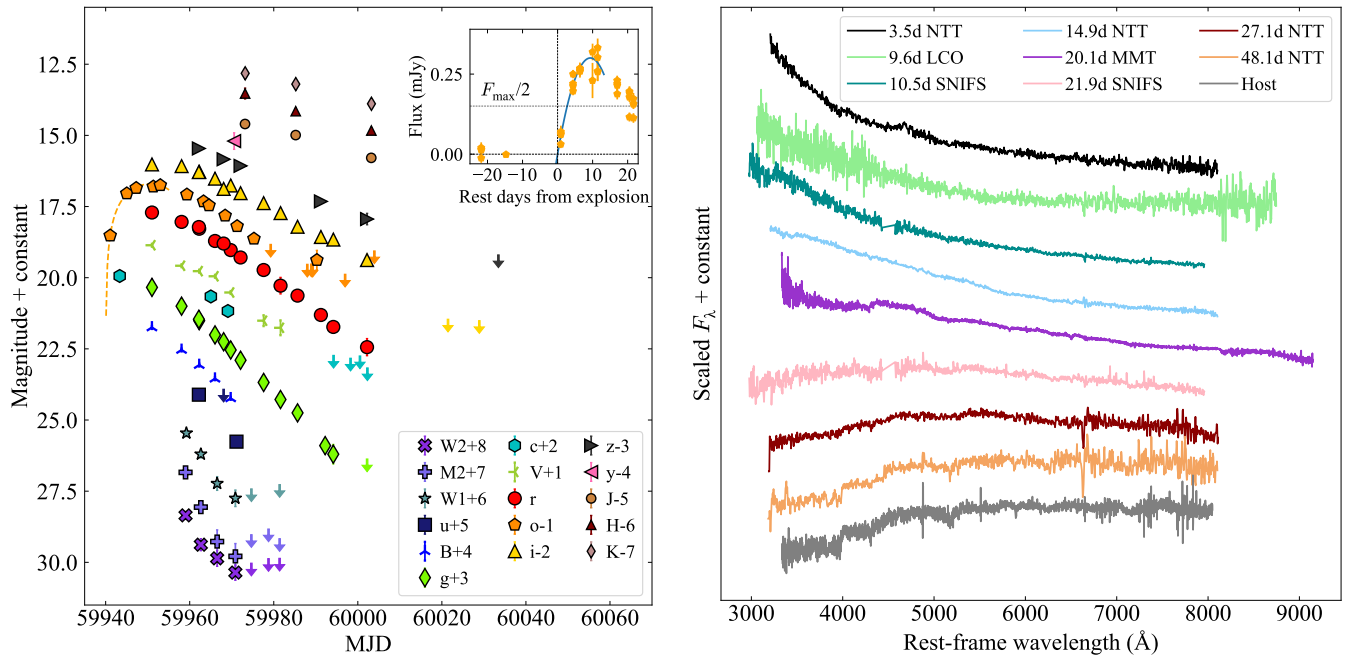 12.5
15.0
17.5
20.0
22.5
25.0
27.5
30.0
Magnitude + constant
59940
59960
59980
60000
60020
60040
60060
MJD
0.25
0.00
Flux (mJy)
F_max/2
−20
−10
0
10
20
Rest days from explosion
W2+8
M2+7
W1+6
u+5
B+4
g+3
c+2
V+1
r
o-1
i-2
z-3
y-4
J-5
H-6
K-7
3.5d NTT
9.6d LCO
10.5d SNIFS
14.9d NTT
20.1d MMT
21.9d SNIFS
27.1d NTT
48.1d NTT
Host
Scaled F_λ + constant
3000
4000
5000
6000
7000
8000
9000
Rest-frame wavelength (Å)